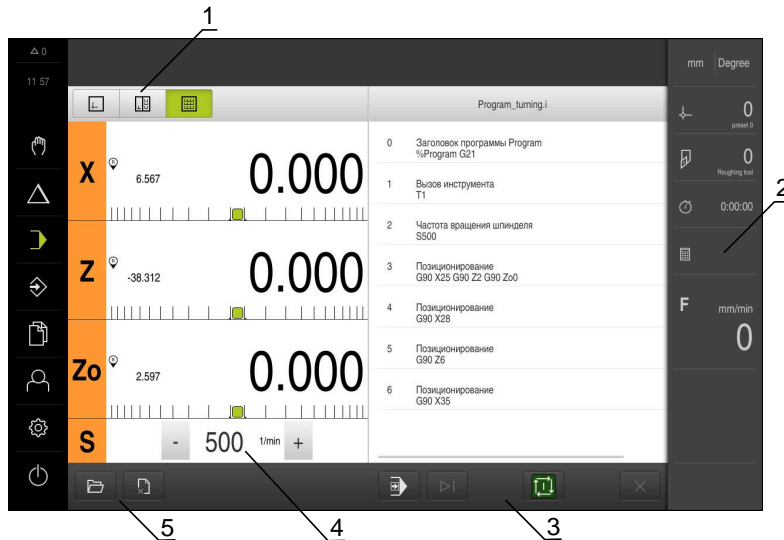 1
△ 0
11 57
mm Degree
Program_turning.i
0
preset 0
0
Roughing tool
0:00:00
2
F mm/min
0
X R 6.567 0.000
Z R -38.312 0.000
Zo R 2.597 0.000
S - 500 1/min +
0 Заголовок программы Program
%Program G21
1 Вызов инструмента
T1
2 Частота вращения шпинделя
S500
3 Позиционирование
G90 X25 G90 Z2 G90 Zo0
4 Позиционирование
G90 X28
5 Позиционирование
G90 Z6
6 Позиционирование
G90 X35
5
4
3